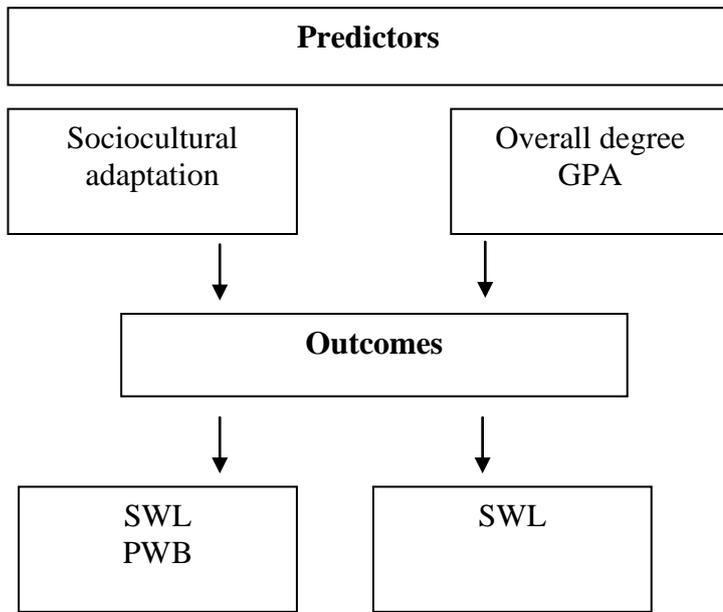 Predictors
Sociocultural
adaptation
Overall degree
GPA
Outcomes
SWL
PWB
SWL